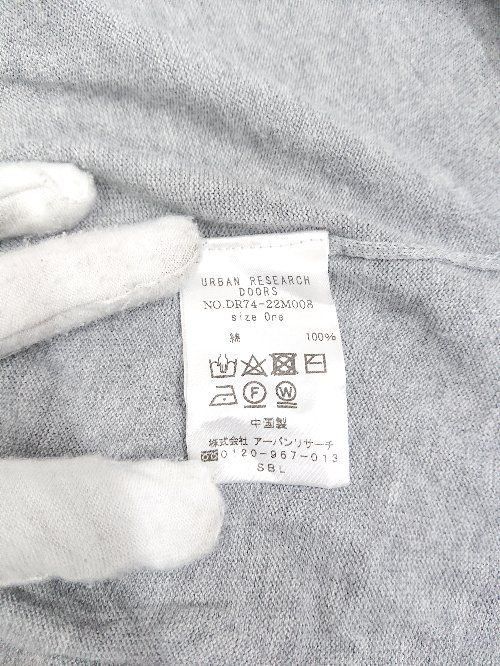 URBAN RESEARCH
DOORS
NO.DR74-22M008
size One
綿 100%
F W
中国製
株式会社 アーバンリサーチ
0120-967-013
SBL